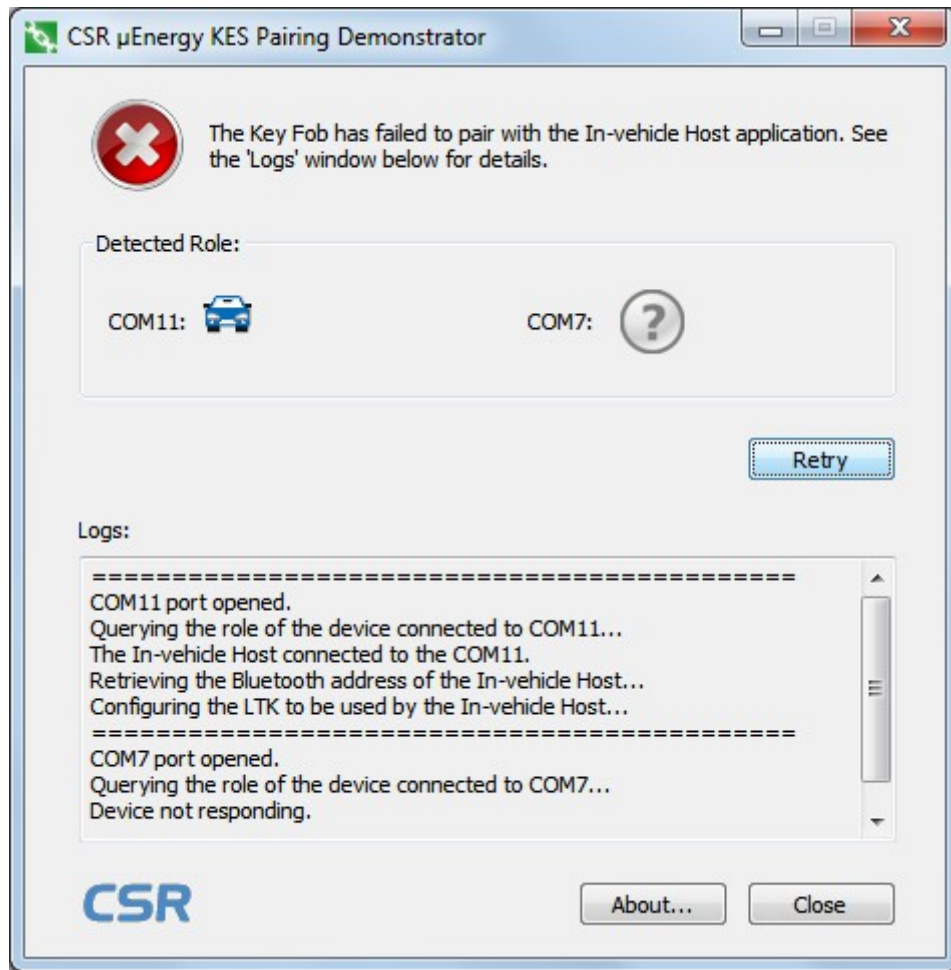 CSR µEnergy KES Pairing Demonstrator
The Key Fob has failed to pair with the In-vehicle Host application. See
the 'Logs' window below for details.
Detected Role:
COM11:
COM7:
?
Retry
Logs:
============================================
COM11 port opened.
Querying the role of the device connected to COM11...
The In-vehicle Host connected to the COM11.
Retrieving the Bluetooth address of the In-vehicle Host...
Configuring the LTK to be used by the In-vehicle Host...
============================================
COM7 port opened.
Querying the role of the device connected to COM7...
Device not responding.
CSR
About...
Close